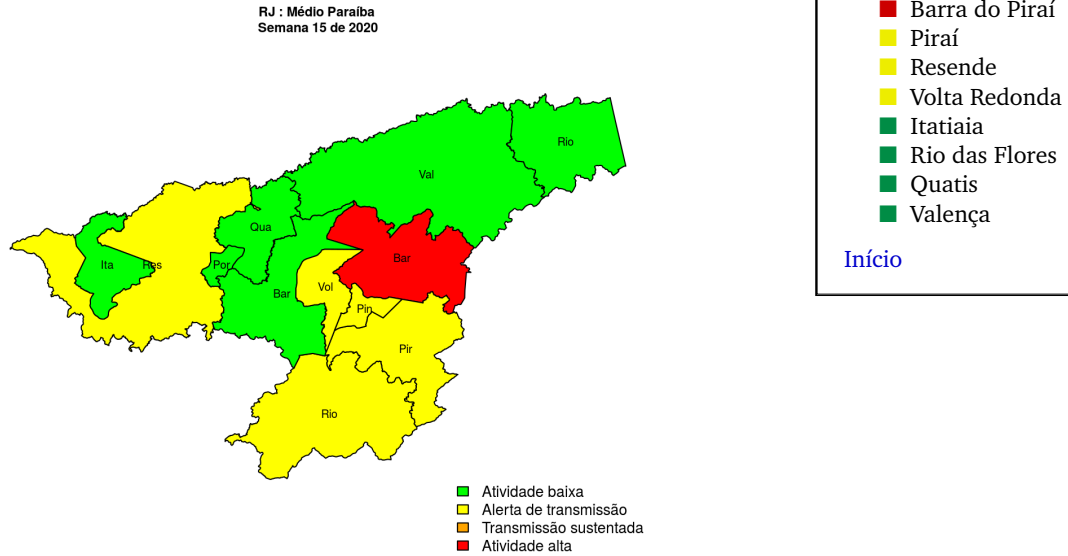 RJ : Médio Paraíba
Semana 15 de 2020
Rio
Val
Qua
Ita
Res
Por
Bar
Bar
Vol
Pin
Pir
Rio
Atividade baixa
Alerta de transmissão
Transmissão sustentada
Atividade alta
Barra do Piraí
Piraí
Resende
Volta Redonda
Itatiaia
Rio das Flores
Quatis
Valença
Início